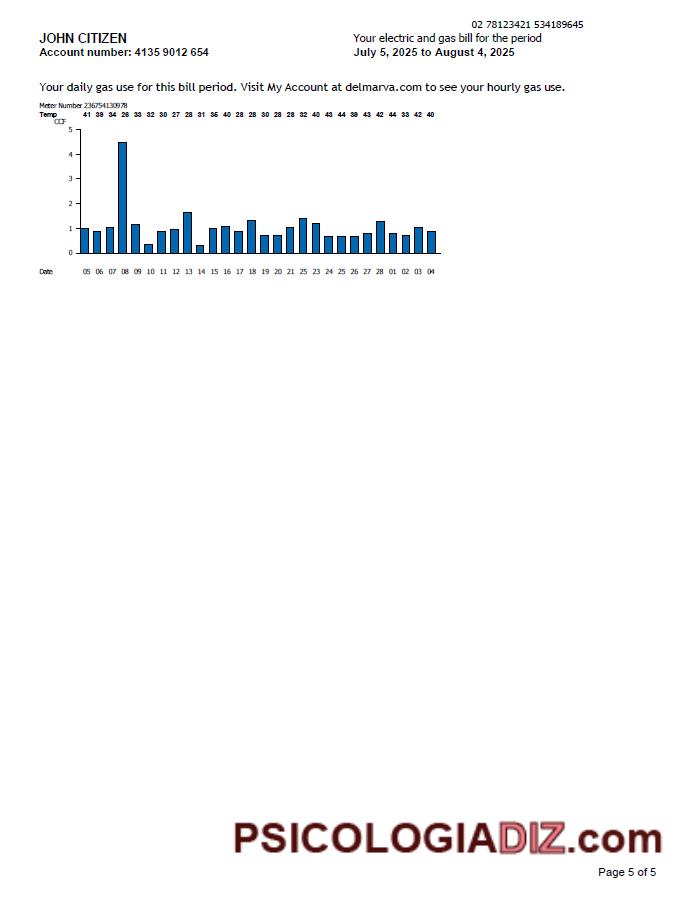 02 78123421 534189645
JOHN CITIZEN
Your electric and gas bill for the period
Account number: 4135 9012 654
July 5, 2025 to August 4, 2025
Your daily gas use for this bill period. Visit My Account at delmarva.com to see your hourly gas use.
Meter Number 236754130978
Temp 41 39 34 26 33 32 30 27 28 31 35 40 28 28 30 28 28 32 40 43 44 39 43 42 44 33 42 40
CCF
5
4
3
2
1
0
Date 05 06 07 08 09 10 11 12 13 14 15 16 17 18 19 20 21 25 23 24 25 26 27 28 01 02 03 04
PSICOLOGIADIZ.com
Page 5 of 5